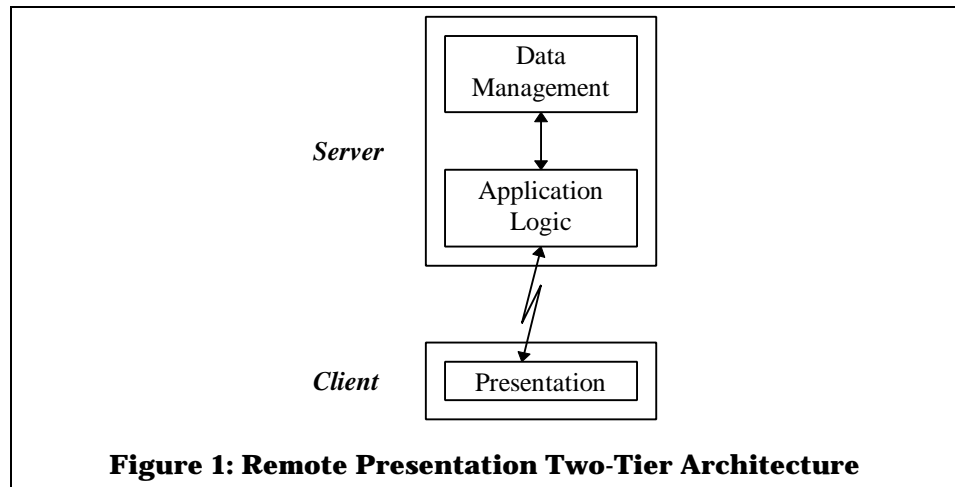 Data
Management
Server
Application
Logic
Client
Presentation
Figure 1: Remote Presentation Two-Tier Architecture